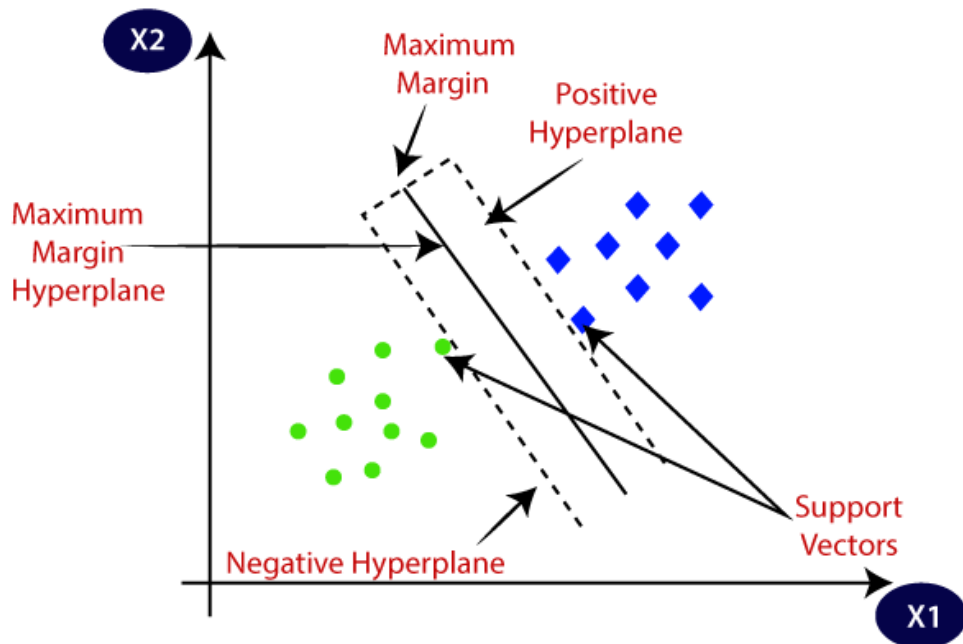 X2
Maximum
Margin
Positive
Hyperplane
Maximum
Margin
Hyperplane
Support
Vectors
Negative Hyperplane
X1